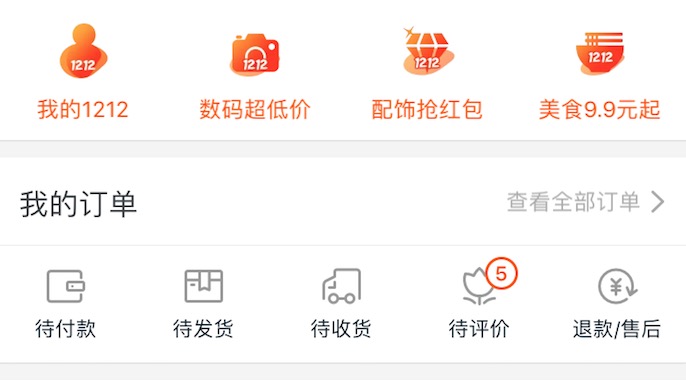 1212 1212 1212 1212
我的1212 数码超低价 配饰抢红包 美食9.9元起
我的订单 查看全部订单
5
待付款 待发货 待收货 待评价 退款/售后